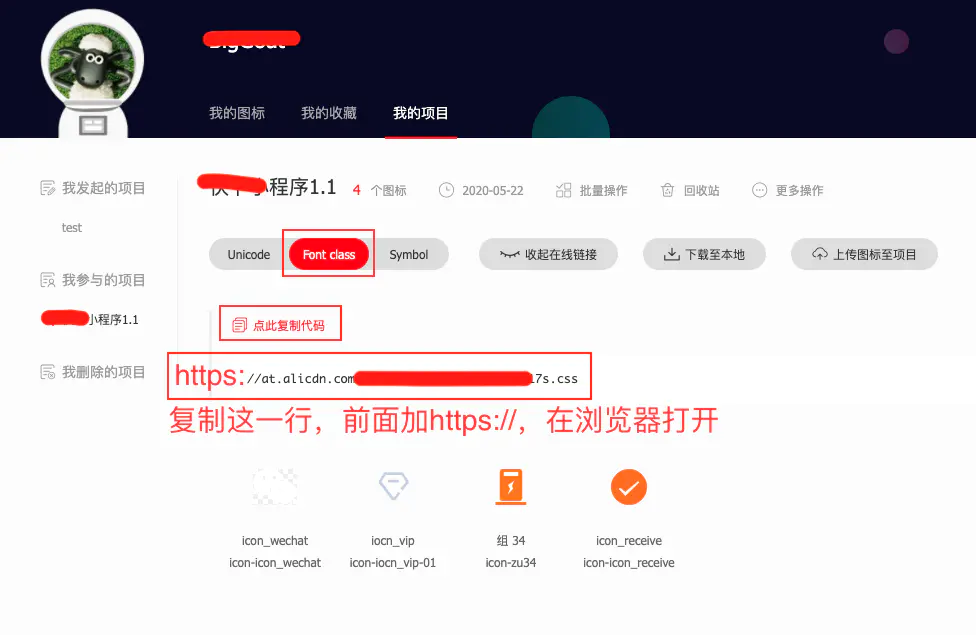 我的图标 我的收藏 我的项目
小程序1.1 4 个图标 2020-05-22 批量操作 回收站 更多操作
我发起的项目
test
Unicode Font class Symbol 收起在线链接 下载至本地 上传图标至项目
我参与的项目
小程序1.1
点此复制代码
我删除的项目
https://at.alicdn.com 17s.css
复制这一行，前面加https://，在浏览器打开
icon_wechat iocn_vip 组 34 icon_receive
icon-icon_wechat icon-iocn_vip-01 icon-zu34 icon-icon_receive